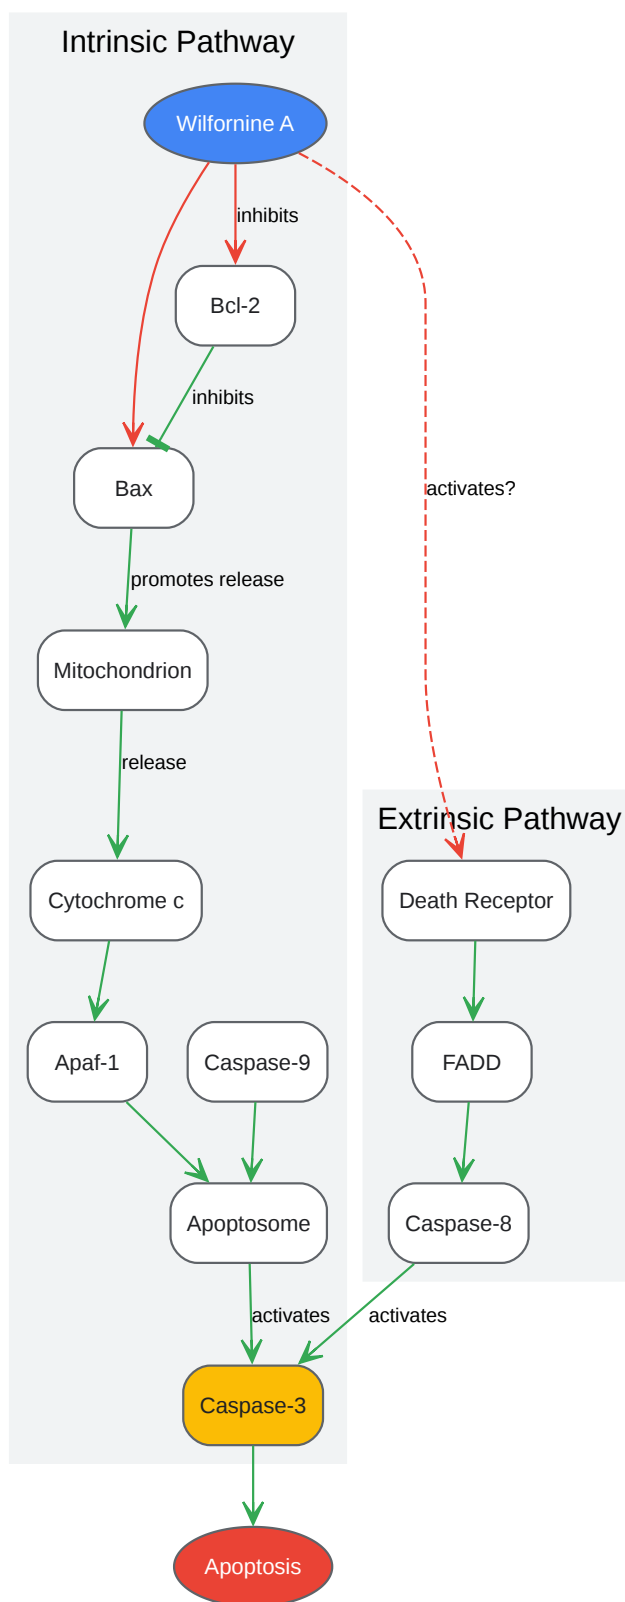 Intrinsic Pathway
Wilfornine A
inhibits
Bcl-2
inhibits
activates?
Bax
promotes release
Mitochondrion
release
Extrinsic Pathway
Cytochrome c
Death Receptor
Apaf-1
Caspase-9
FADD
Apoptosome
Caspase-8
activates
activates
Caspase-3
Apoptosis